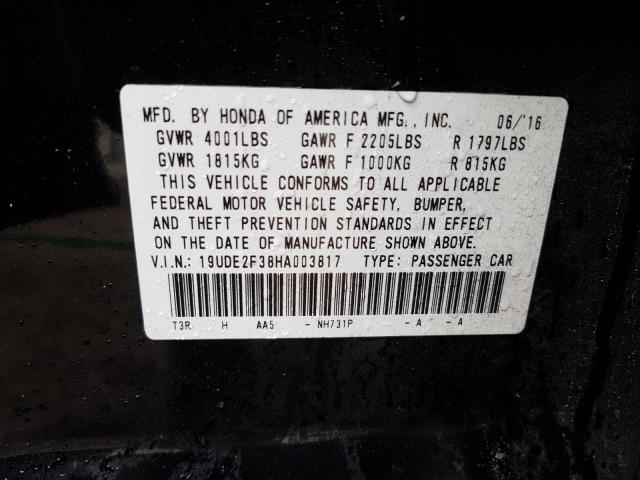 MFD. BY HONDA OF AMERICA MFG., INC. 06/'16
GVWR 4001LBS GAWR F 2205LBS R 1797LBS
GVWR 1815KG GAWR F 1000KG R 815KG
THIS VEHICLE CONFORMS TO ALL APPLICABLE
FEDERAL MOTOR VEHICLE SAFETY, BUMPER,
AND THEFT PREVENTION STANDARDS IN EFFECT
ON THE DATE OF MANUFACTURE SHOWN ABOVE.
V.I.N.: 19UDE2F38HA003817 TYPE: PASSENGER CAR
T3R H AA5 - NH731P - A - A